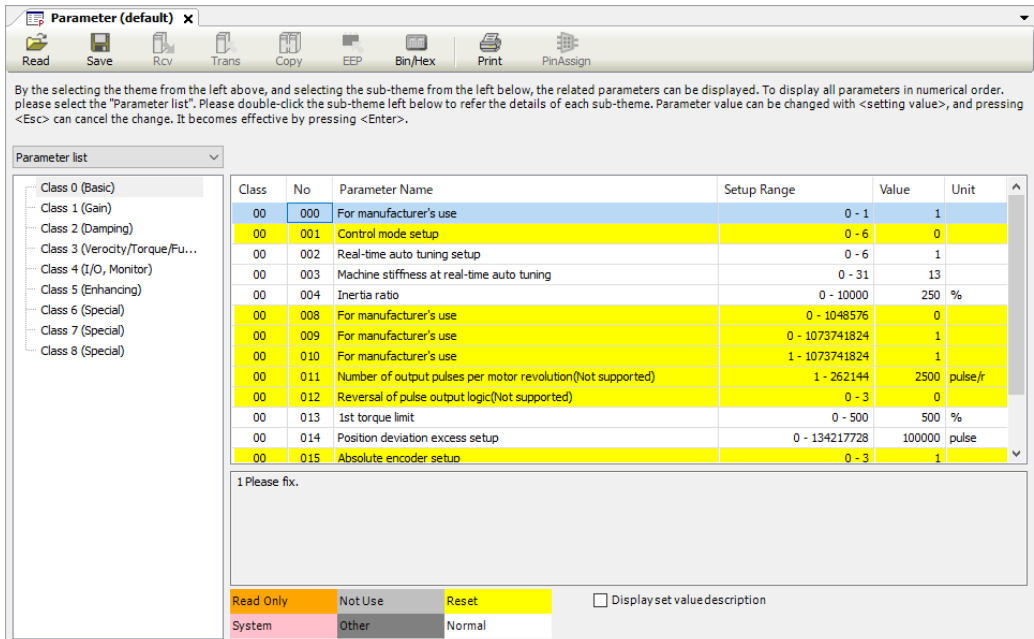 Parameter (default) x
Read Save Rcv Trans Copy EEP Bin/Hex Print PinAssign
By the selecting the theme from the left above, and selecting the sub-theme from the left below, the related parameters can be displayed. To display all parameters in numerical order.
please select the "Parameter list". Please double-click the sub-theme left below to refer the details of each sub-theme. Parameter value can be changed with <setting value>, and pressing
<Esc> can cancel the change. It becomes effective by pressing <Enter>.
Parameter list
Class 0 (Basic)
Class 1 (Gain)
Class 2 (Damping)
Class 3 (Verocity/Torque/Fu...
Class 4 (I/O, Monitor)
Class 5 (Enhancing)
Class 6 (Special)
Class 7 (Special)
Class 8 (Special)
Class No Parameter Name Setup Range Value Unit
00 000 For manufacturer's use 0 - 1 1
00 001 Control mode setup 0 - 6 0
00 002 Real-time auto tuning setup 0 - 6 1
00 003 Machine stiffness at real-time auto tuning 0 - 31 13
00 004 Inertia ratio 0 - 10000 250 %
00 008 For manufacturer's use 0 - 1048576 0
00 009 For manufacturer's use 0 - 1073741824 1
00 010 For manufacturer's use 1 - 1073741824 1
00 011 Number of output pulses per motor revolution(Not supported) 1 - 262144 2500 pulse/r
00 012 Reversal of pulse output logic(Not supported) 0 - 3 0
00 013 1st torque limit 0 - 500 500 %
00 014 Position deviation excess setup 0 - 134217728 100000 pulse
00 015 Absolute encoder setup 0 - 3 1
1 Please fix.
Read Only Not Use Reset Display set value description
System Other Normal